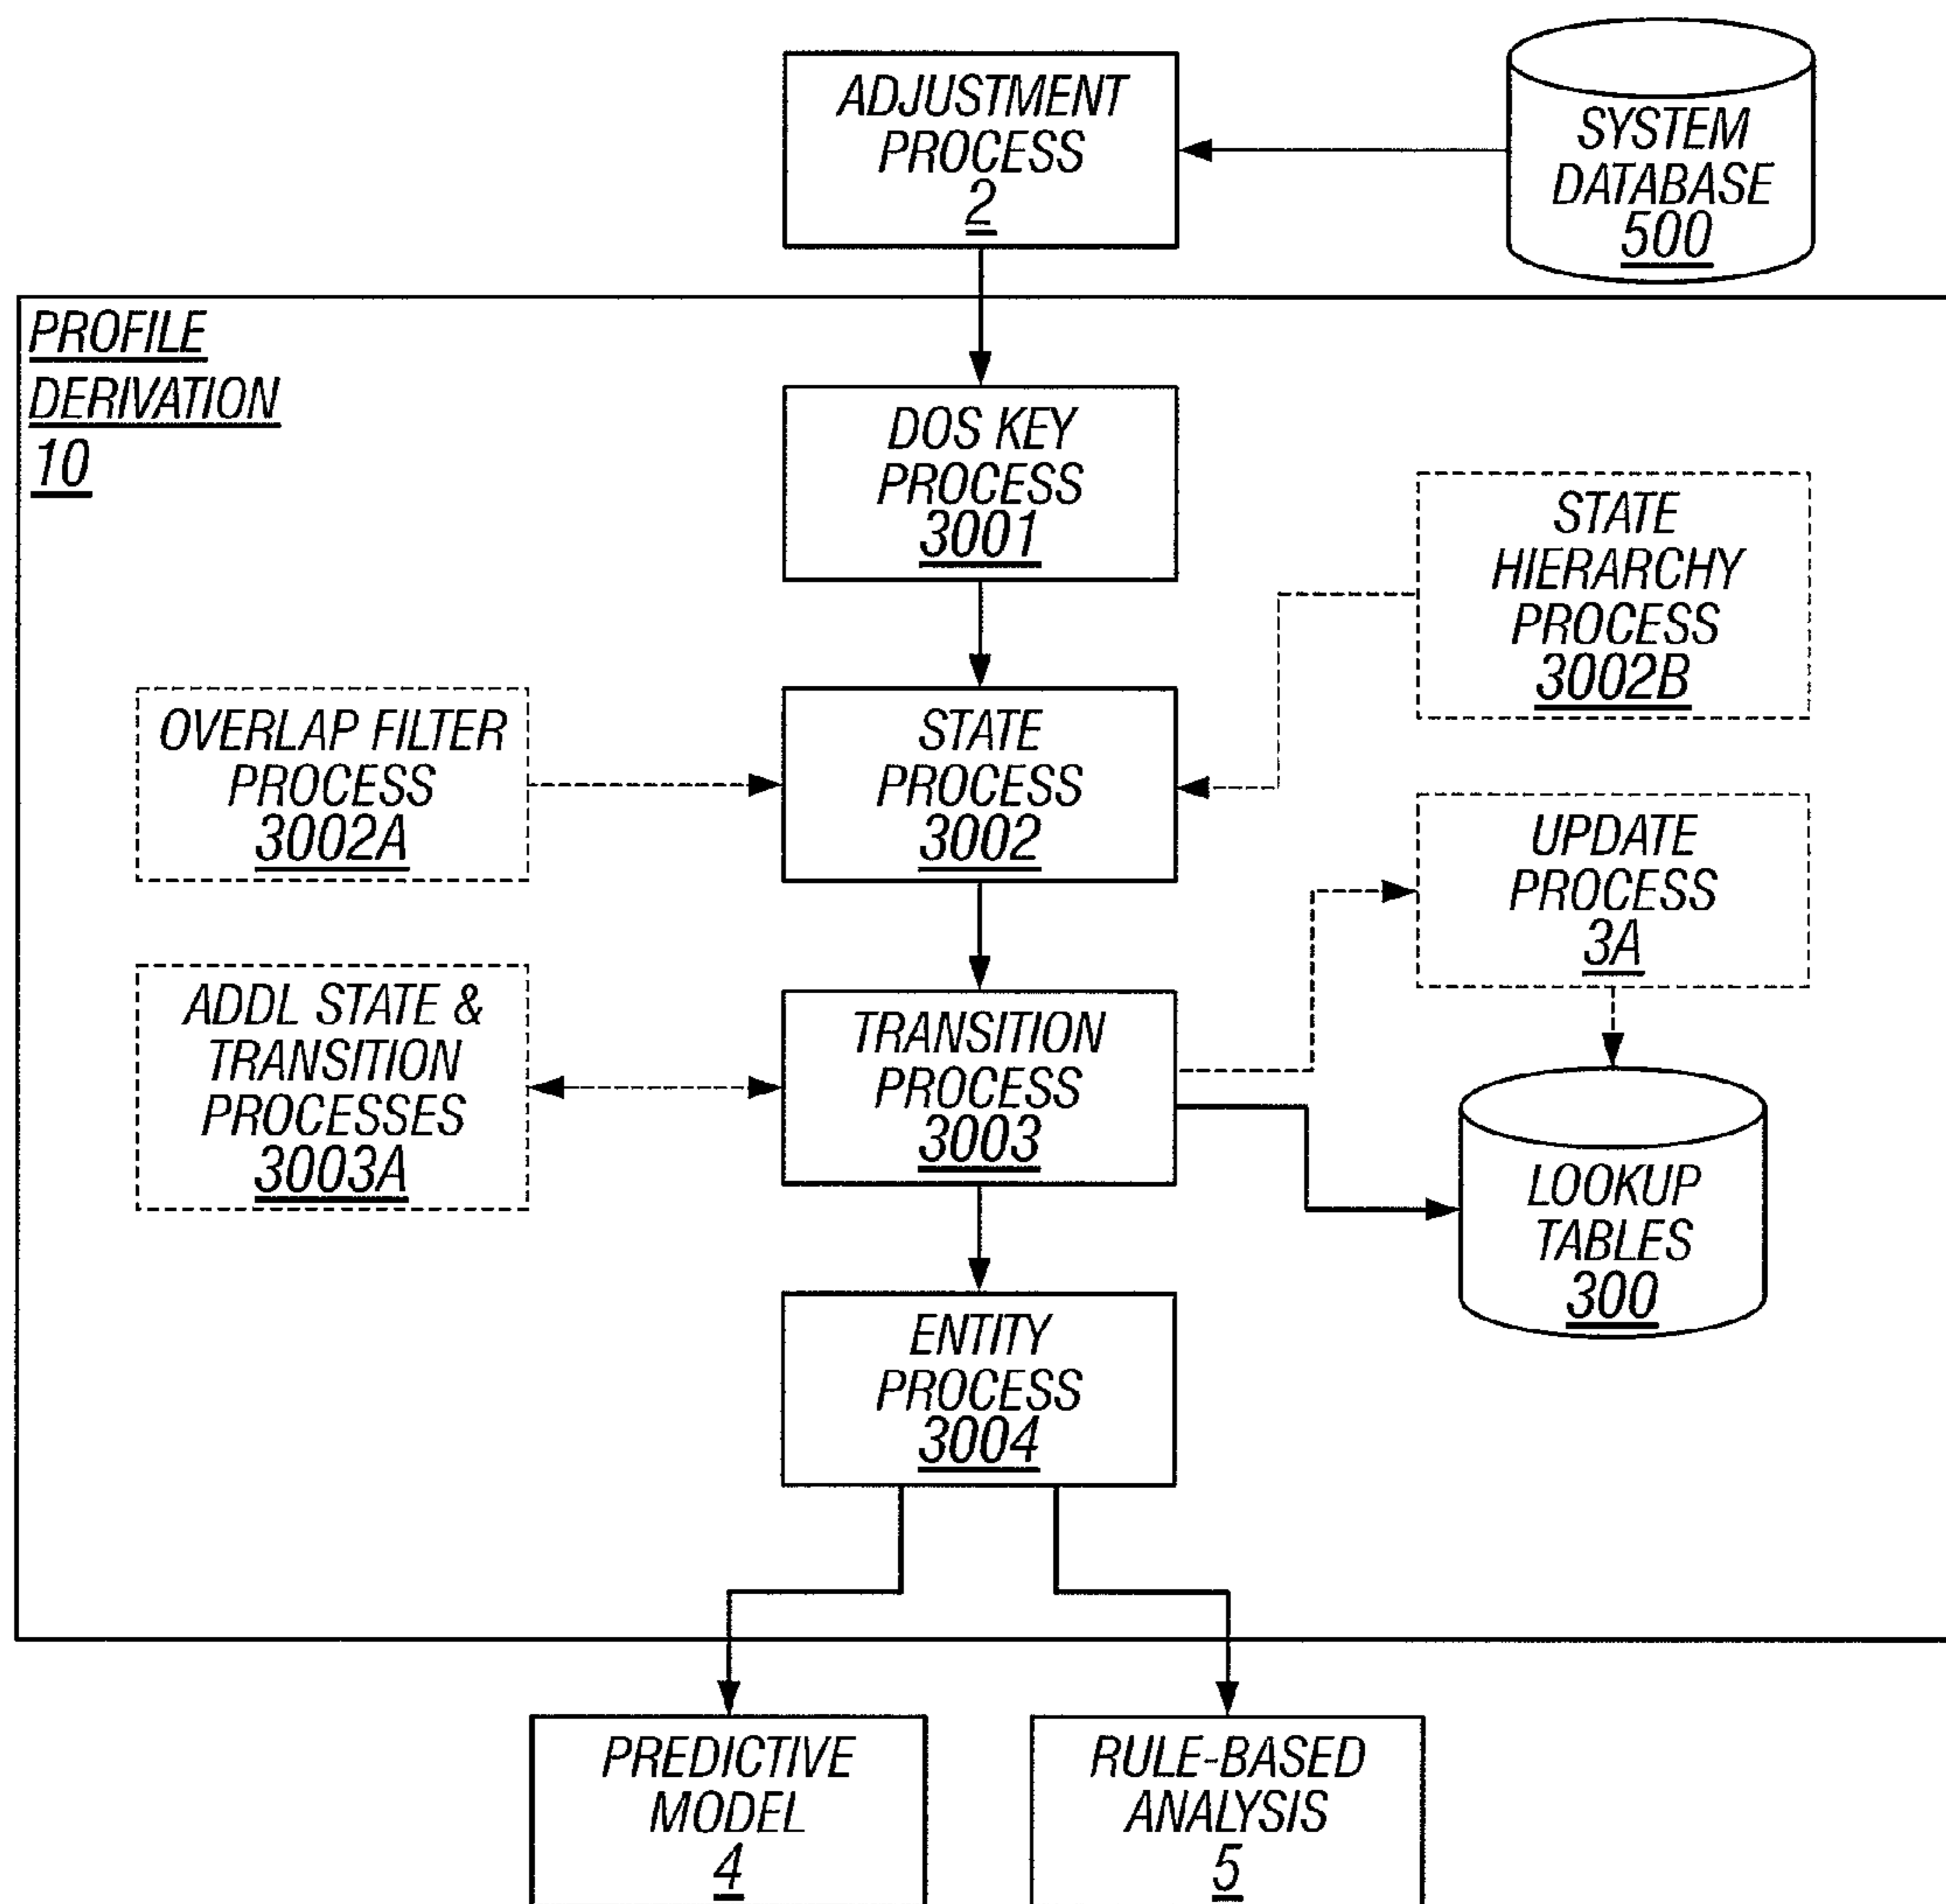 ADJUSTMENT
PROCESS
2
SYSTEM
DATABASE
500
PROFILE
DERIVATION
10
DOS KEY
PROCESS
3001
STATE
HIERARCHY
PROCESS
3002B
OVERLAP FILTER
PROCESS
3002A
STATE
PROCESS
3002
UPDATE
PROCESS
3A
ADDL STATE &
TRANSITION
PROCESSES
3003A
TRANSITION
PROCESS
3003
LOOKUP
TABLES
300
ENTITY
PROCESS
3004
PREDICTIVE
MODEL
4
RULE-BASED
ANALYSIS
5